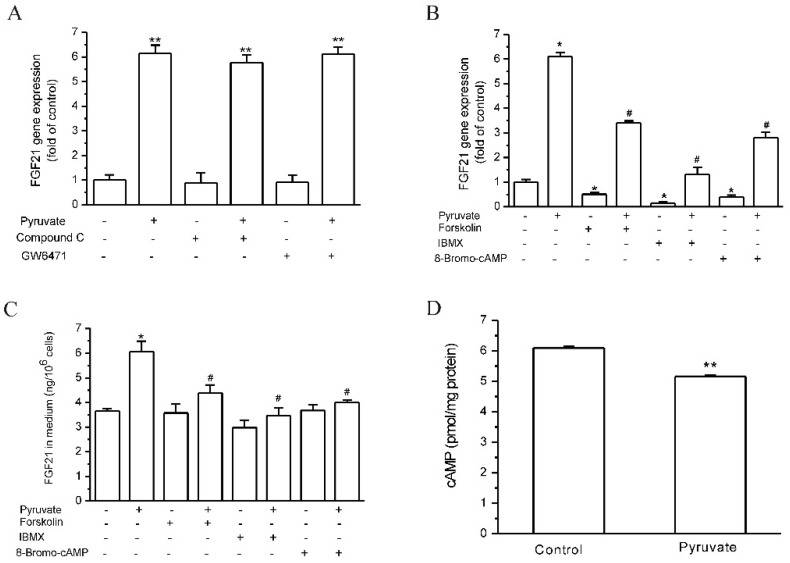 A
FGF21 gene expression
(fold of control)
7
6
5
4
3
2
1
0
** ** **
Pyruvate - + - + - +
Compound C - - + + - -
GW6471 - - - - + +
B
FGF21 gene expression
(fold of control)
7
6
5
4
3
2
1
0
* * # * # * #
Pyruvate - + - + - + - +
Forskolin - - + + - - - -
IBMX - - - - + + - -
8-Bromo-cAMP - - - - - - + +
C
FGF21 in medium (ng/10⁶ cells)
7
6
5
4
3
2
1
0
* # # #
Pyruvate - + - + - + - +
Forskolin - - + + - - - -
IBMX - - - - + + - -
8-Bromo-cAMP - - - - - - + +
D
cAMP (pmol/mg protein)
7
6
5
4
3
2
1
0
**
Control Pyruvate